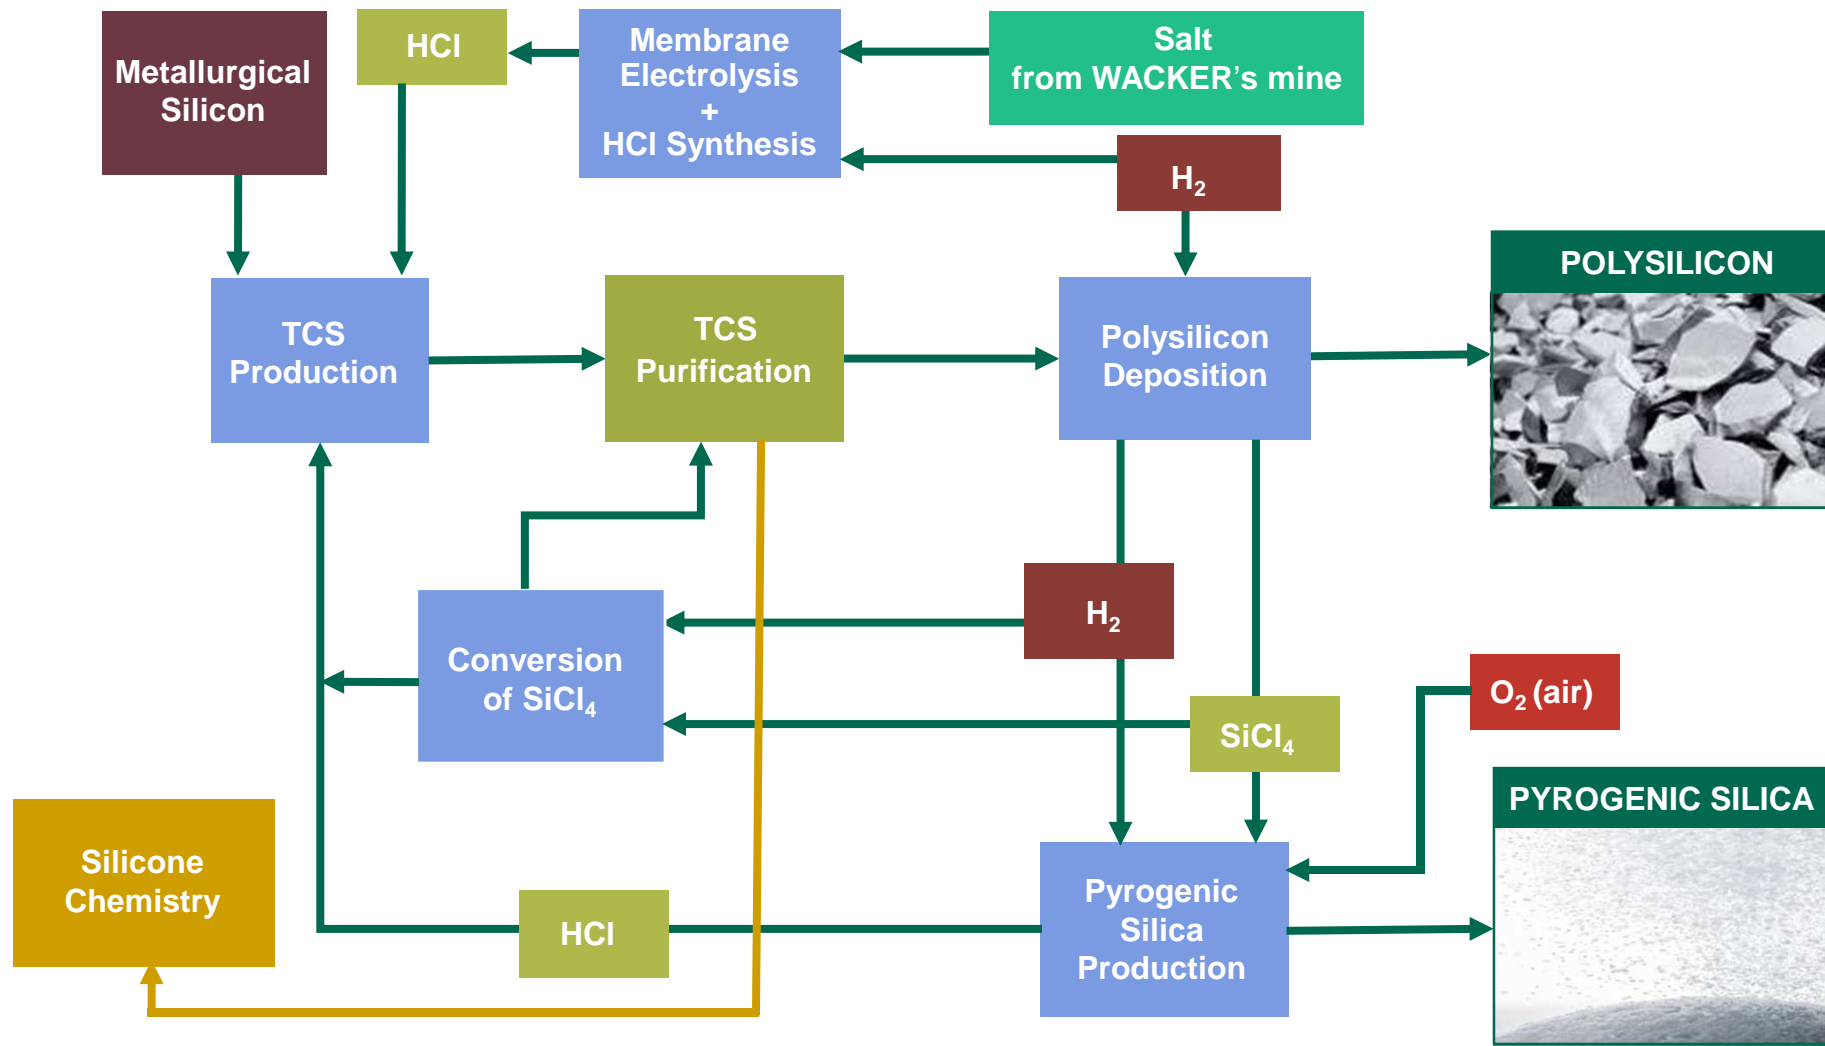 Metallurgical
Silicon
HCl
Membrane
Electrolysis
+
HCl Synthesis
Salt
from WACKER’s mine
H₂
TCS
Production
TCS
Purification
Polysilicon
Deposition
POLYSILICON
H₂
Conversion
of SiCl₄
SiCl₄
O₂ (air)
PYROGENIC SILICA
Silicone
Chemistry
HCl
Pyrogenic
Silica
Production